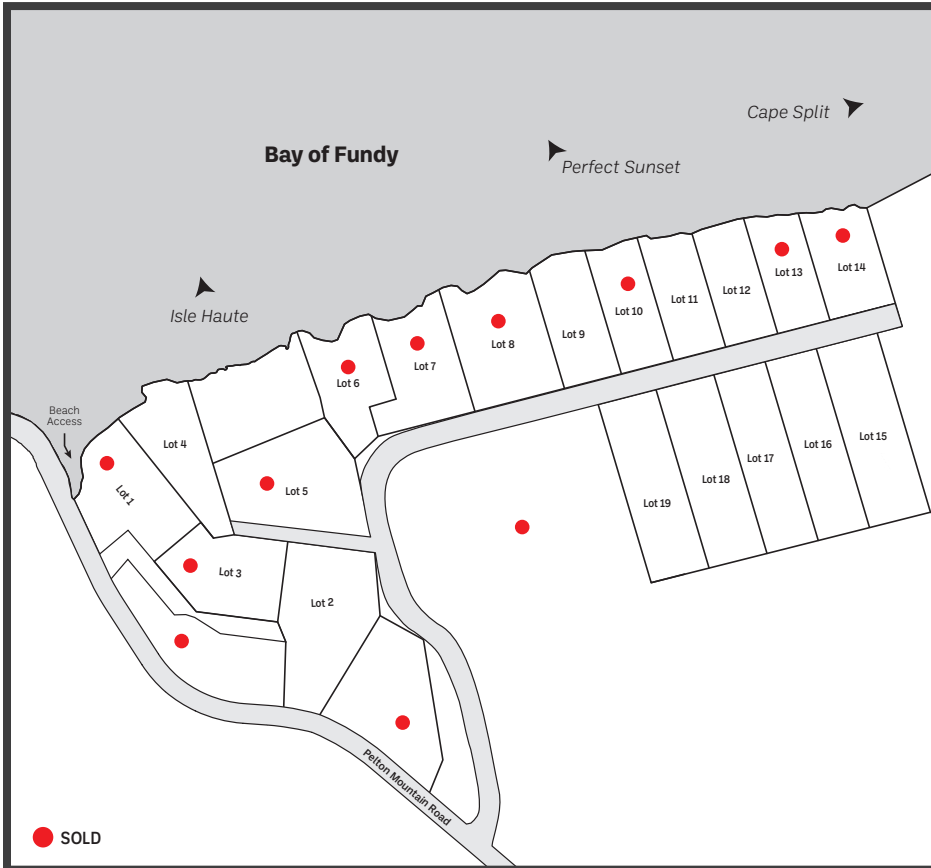 Cape Split
Bay of Fundy
Perfect Sunset
Isle Haute
Beach
Access
Lot 14
Lot 13
Lot 12
Lot 11
Lot 10
Lot 9
Lot 8
Lot 7
Lot 6
Lot 4
Lot 5
Lot 1
Lot 3
Lot 2
Lot 15
Lot 16
Lot 17
Lot 18
Lot 19
Pelton Mountain Road
SOLD